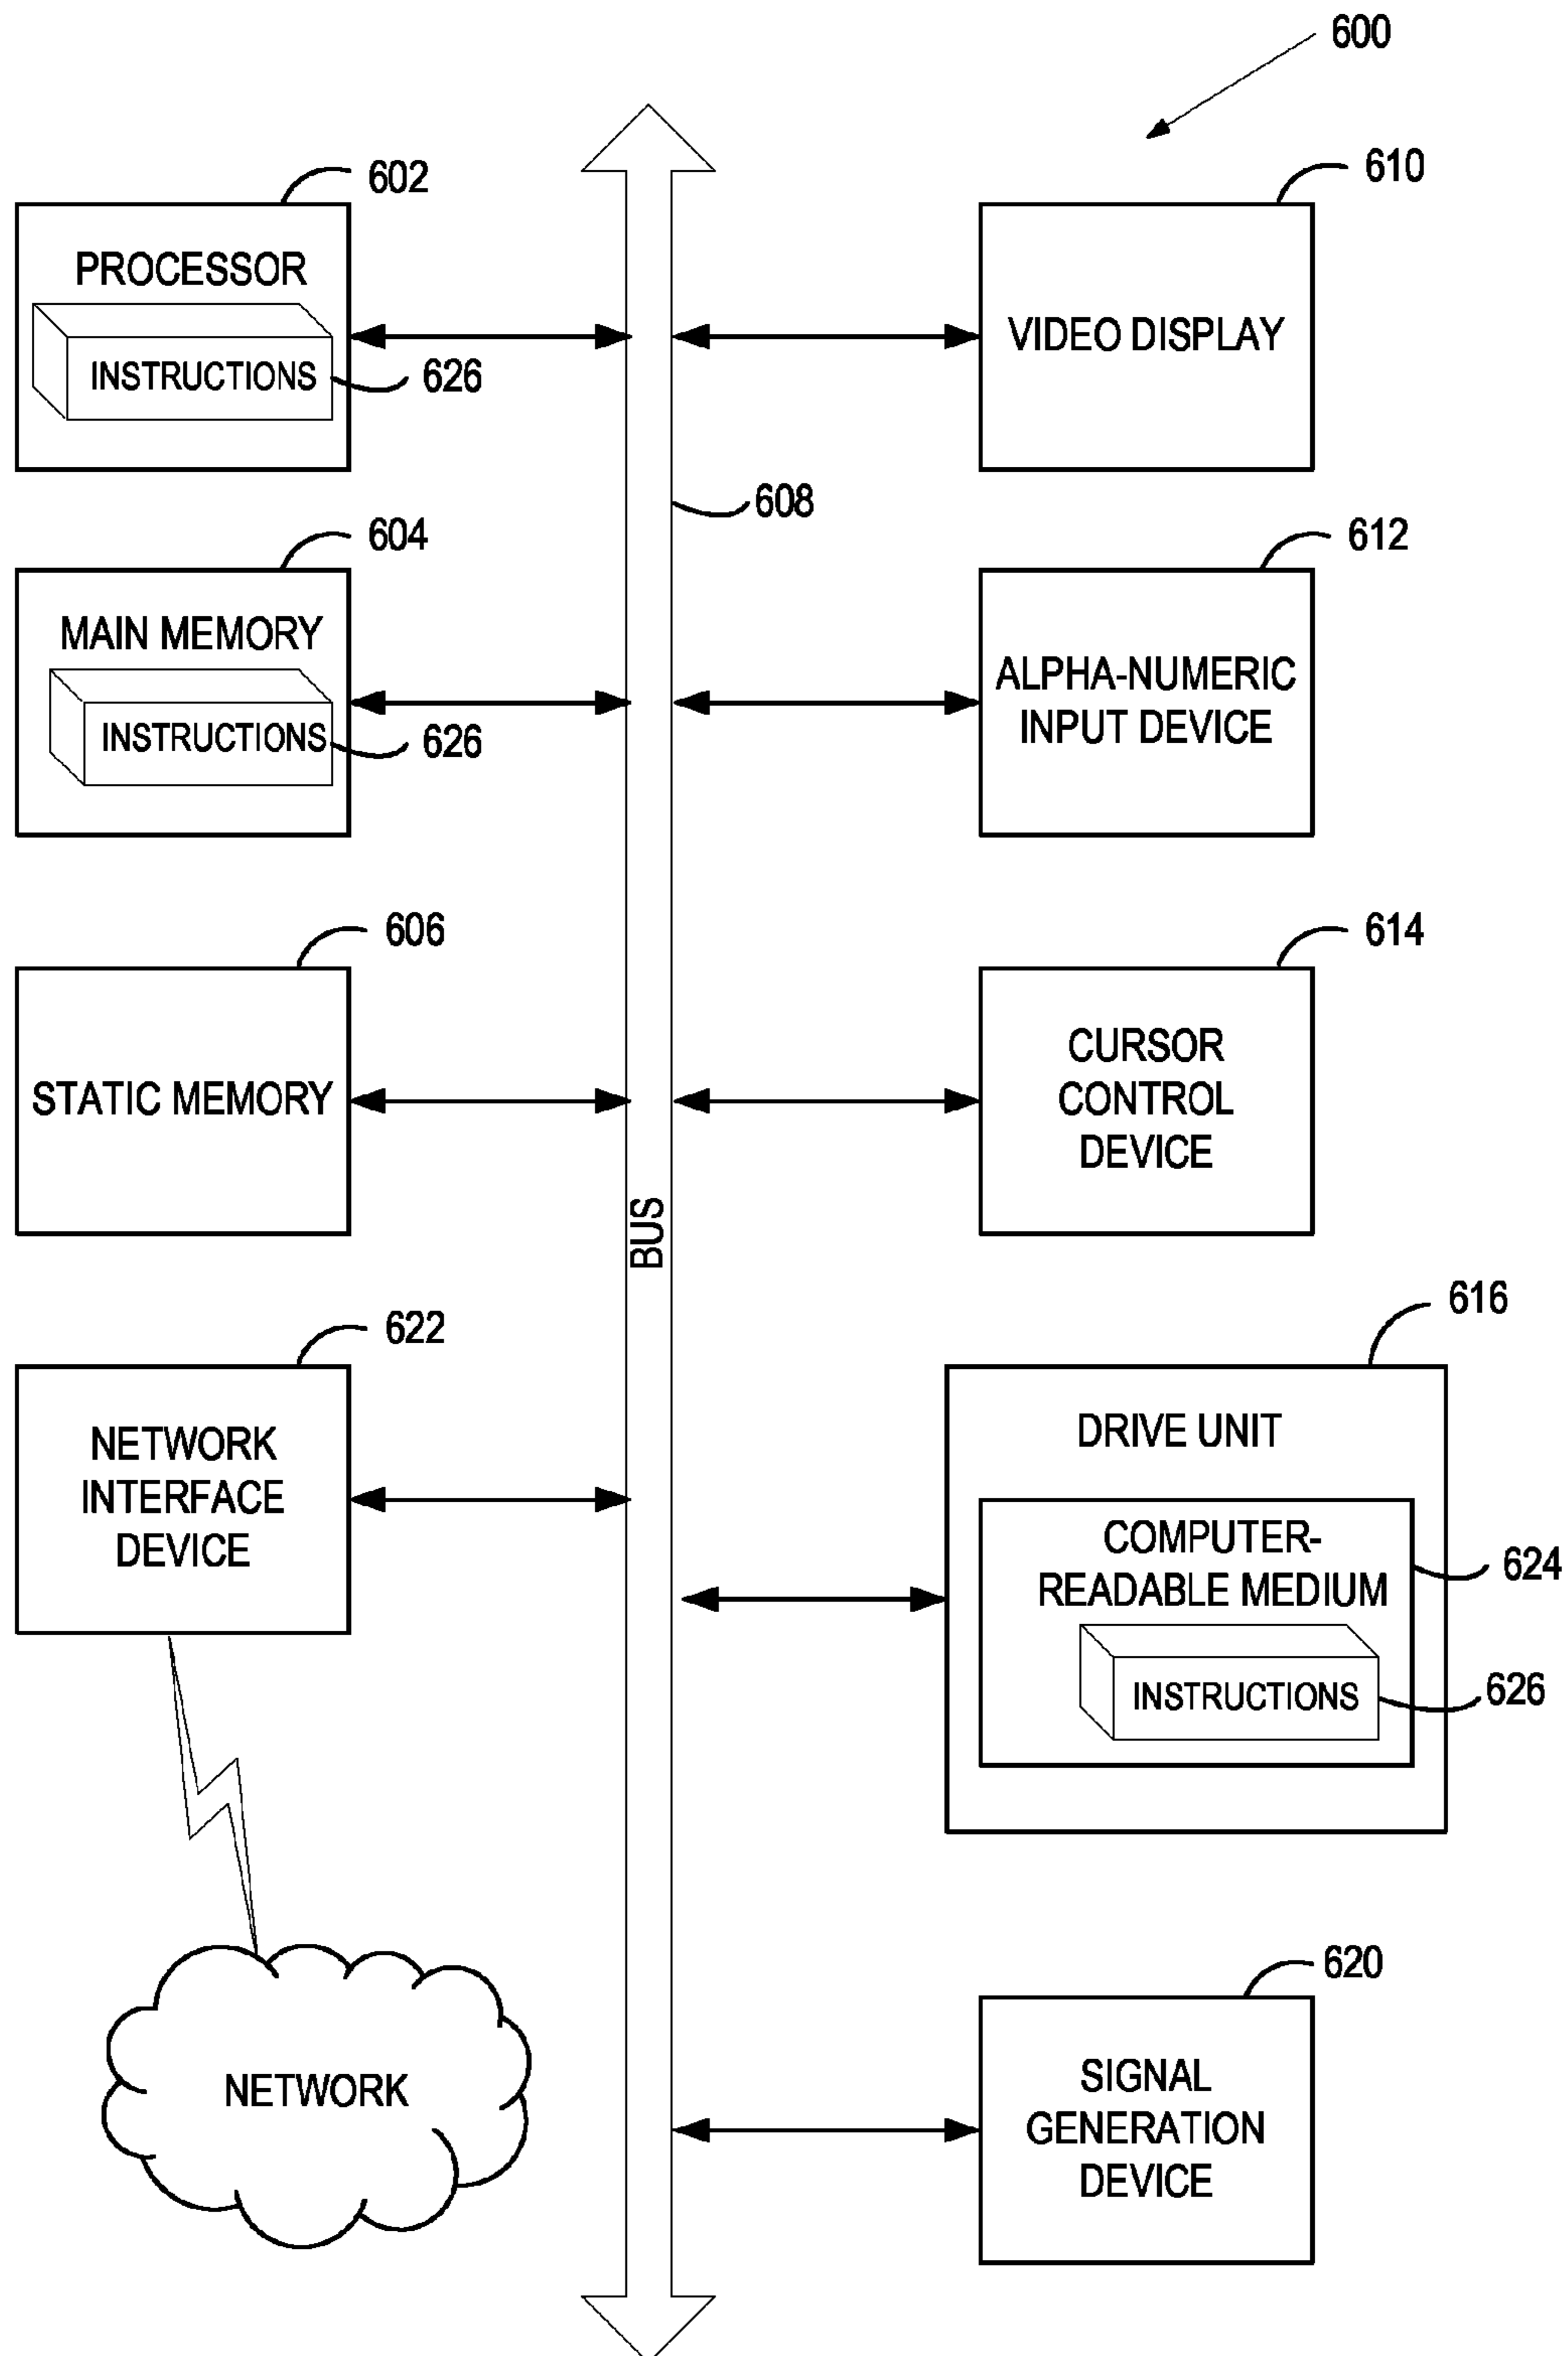 600
602
PROCESSOR
INSTRUCTIONS
626
610
VIDEO DISPLAY
608
604
MAIN MEMORY
INSTRUCTIONS
626
612
ALPHA-NUMERIC
INPUT DEVICE
606
STATIC MEMORY
614
CURSOR
CONTROL
DEVICE
BUS
622
NETWORK
INTERFACE
DEVICE
616
DRIVE UNIT
COMPUTER-
READABLE MEDIUM
624
INSTRUCTIONS
626
NETWORK
620
SIGNAL
GENERATION
DEVICE